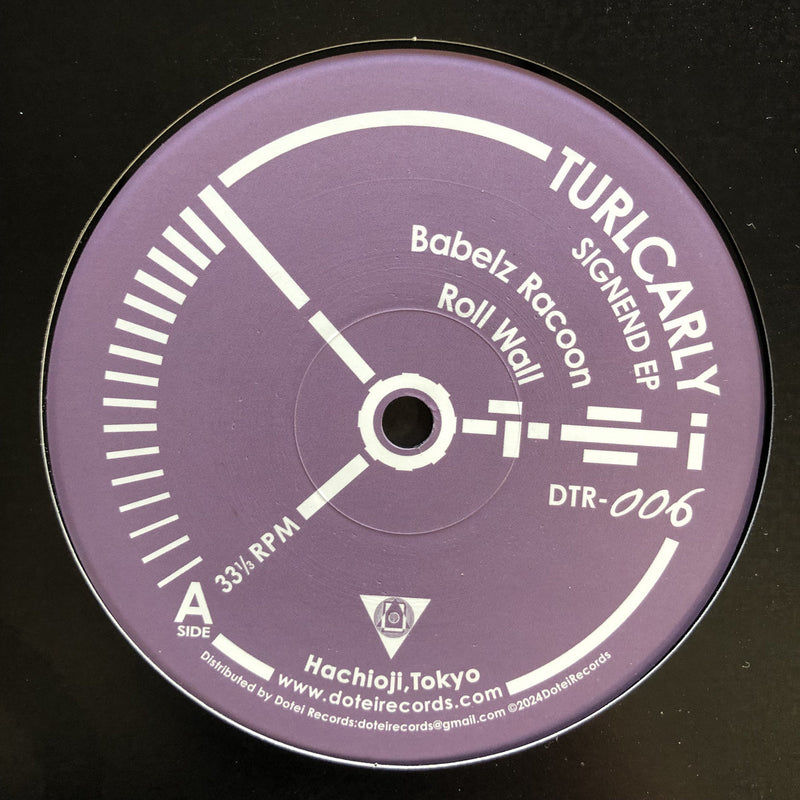 TURLCARLY
SIGNEND EP
Babelz Racoon
Roll Wall
DTR-006
33⅓ RPM
A
SIDE
Hachioji,Tokyo
www.doteirecords.com
Distributed by Dotei Records:doteirecords@gmail.com ©2024DoteiRecords